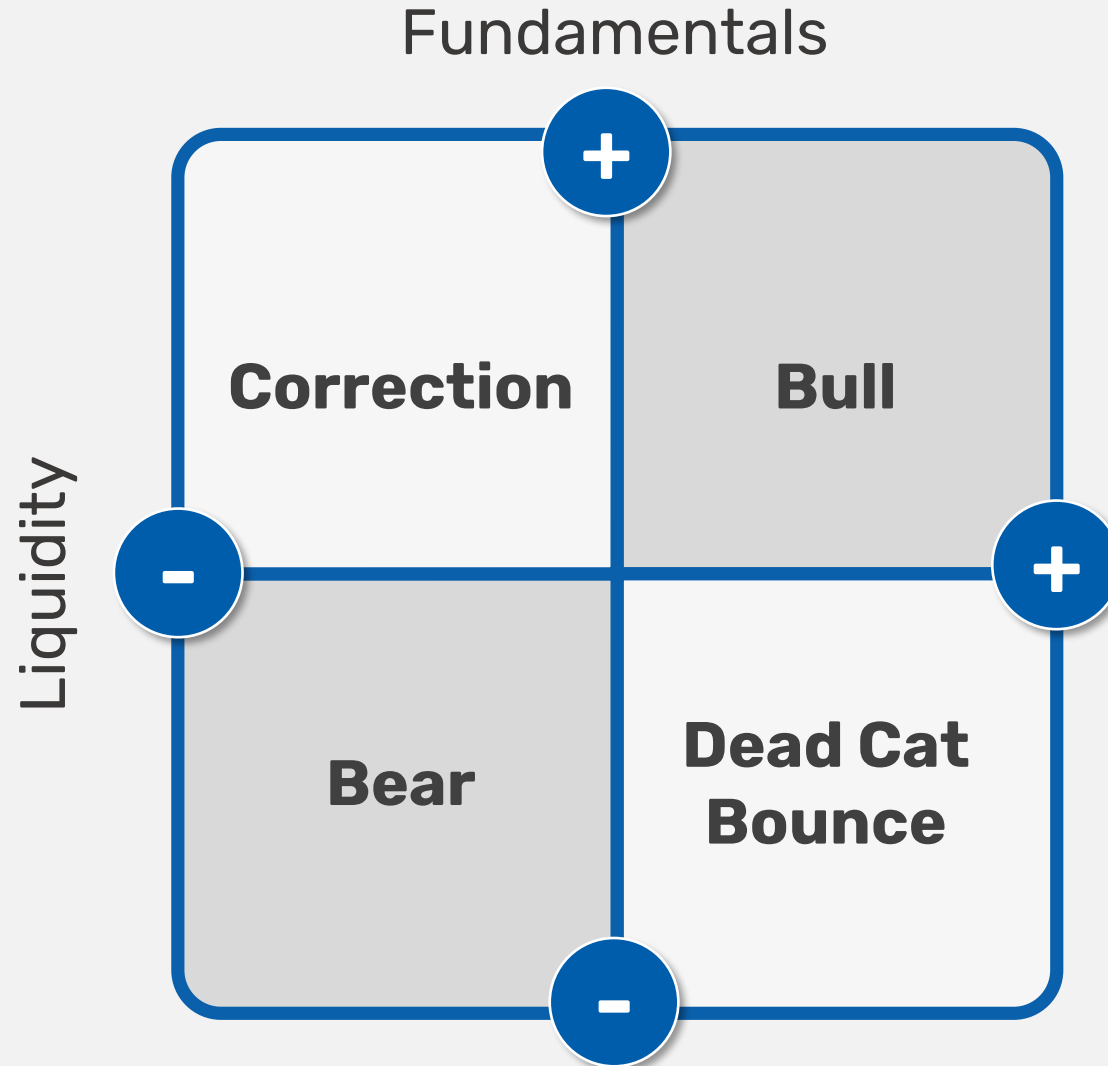 Fundamentals
+
Correction
Bull
Liquidity
-
+
Bear
Dead Cat
Bounce
-